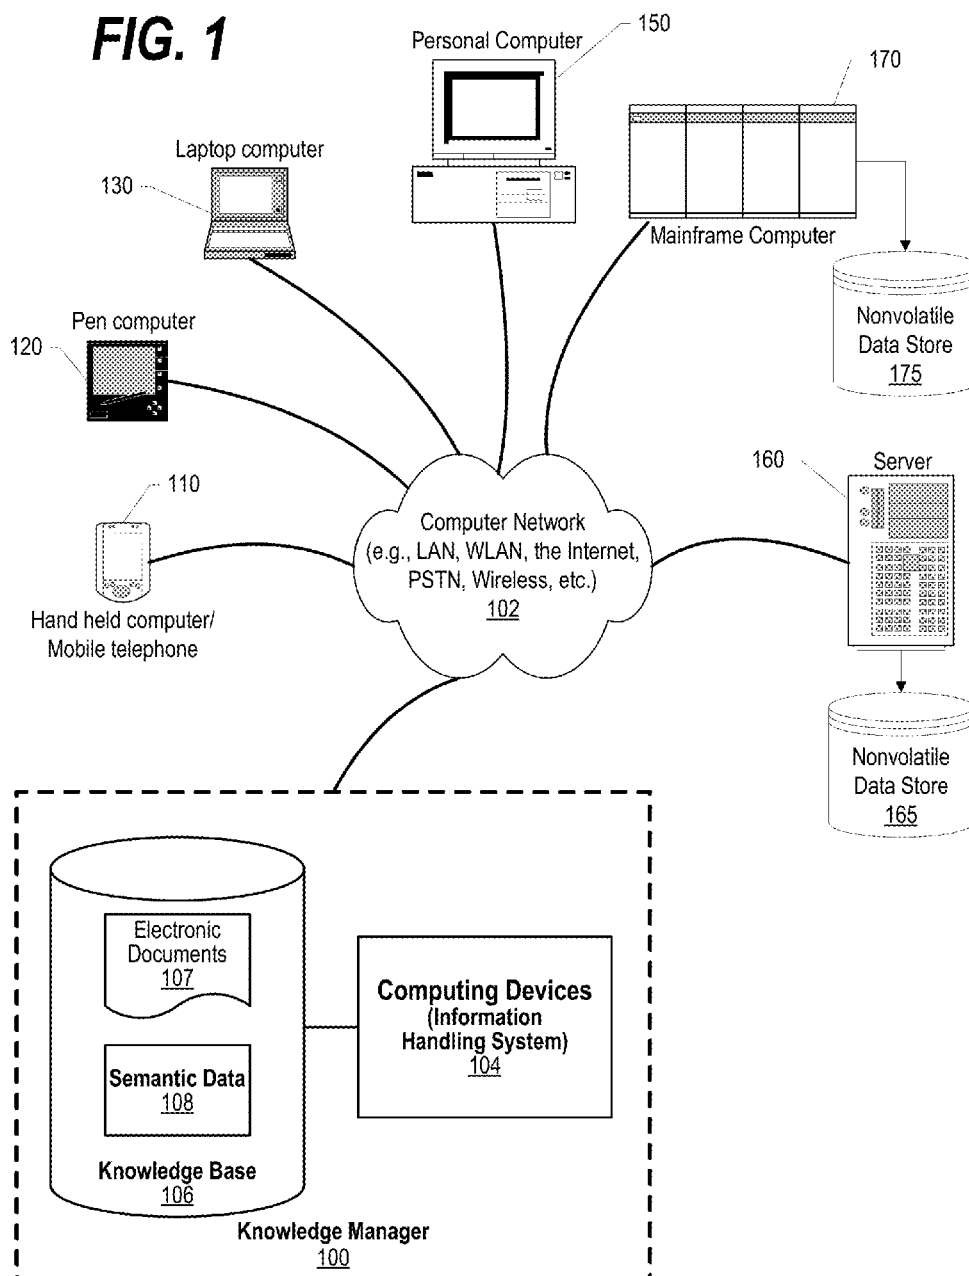 FIG. 1
Personal Computer
150
170
Laptop computer
130
Mainframe Computer
Pen computer
120
Nonvolatile
Data Store
175
110
160
Server
Computer Network
(e.g., LAN, WLAN, the Internet,
PSTN, Wireless, etc.)
102
Hand held computer/
Mobile telephone
Nonvolatile
Data Store
165
Electronic
Documents
107
Computing Devices
(Information
Handling System)
104
Semantic Data
108
Knowledge Base
106
Knowledge Manager
100